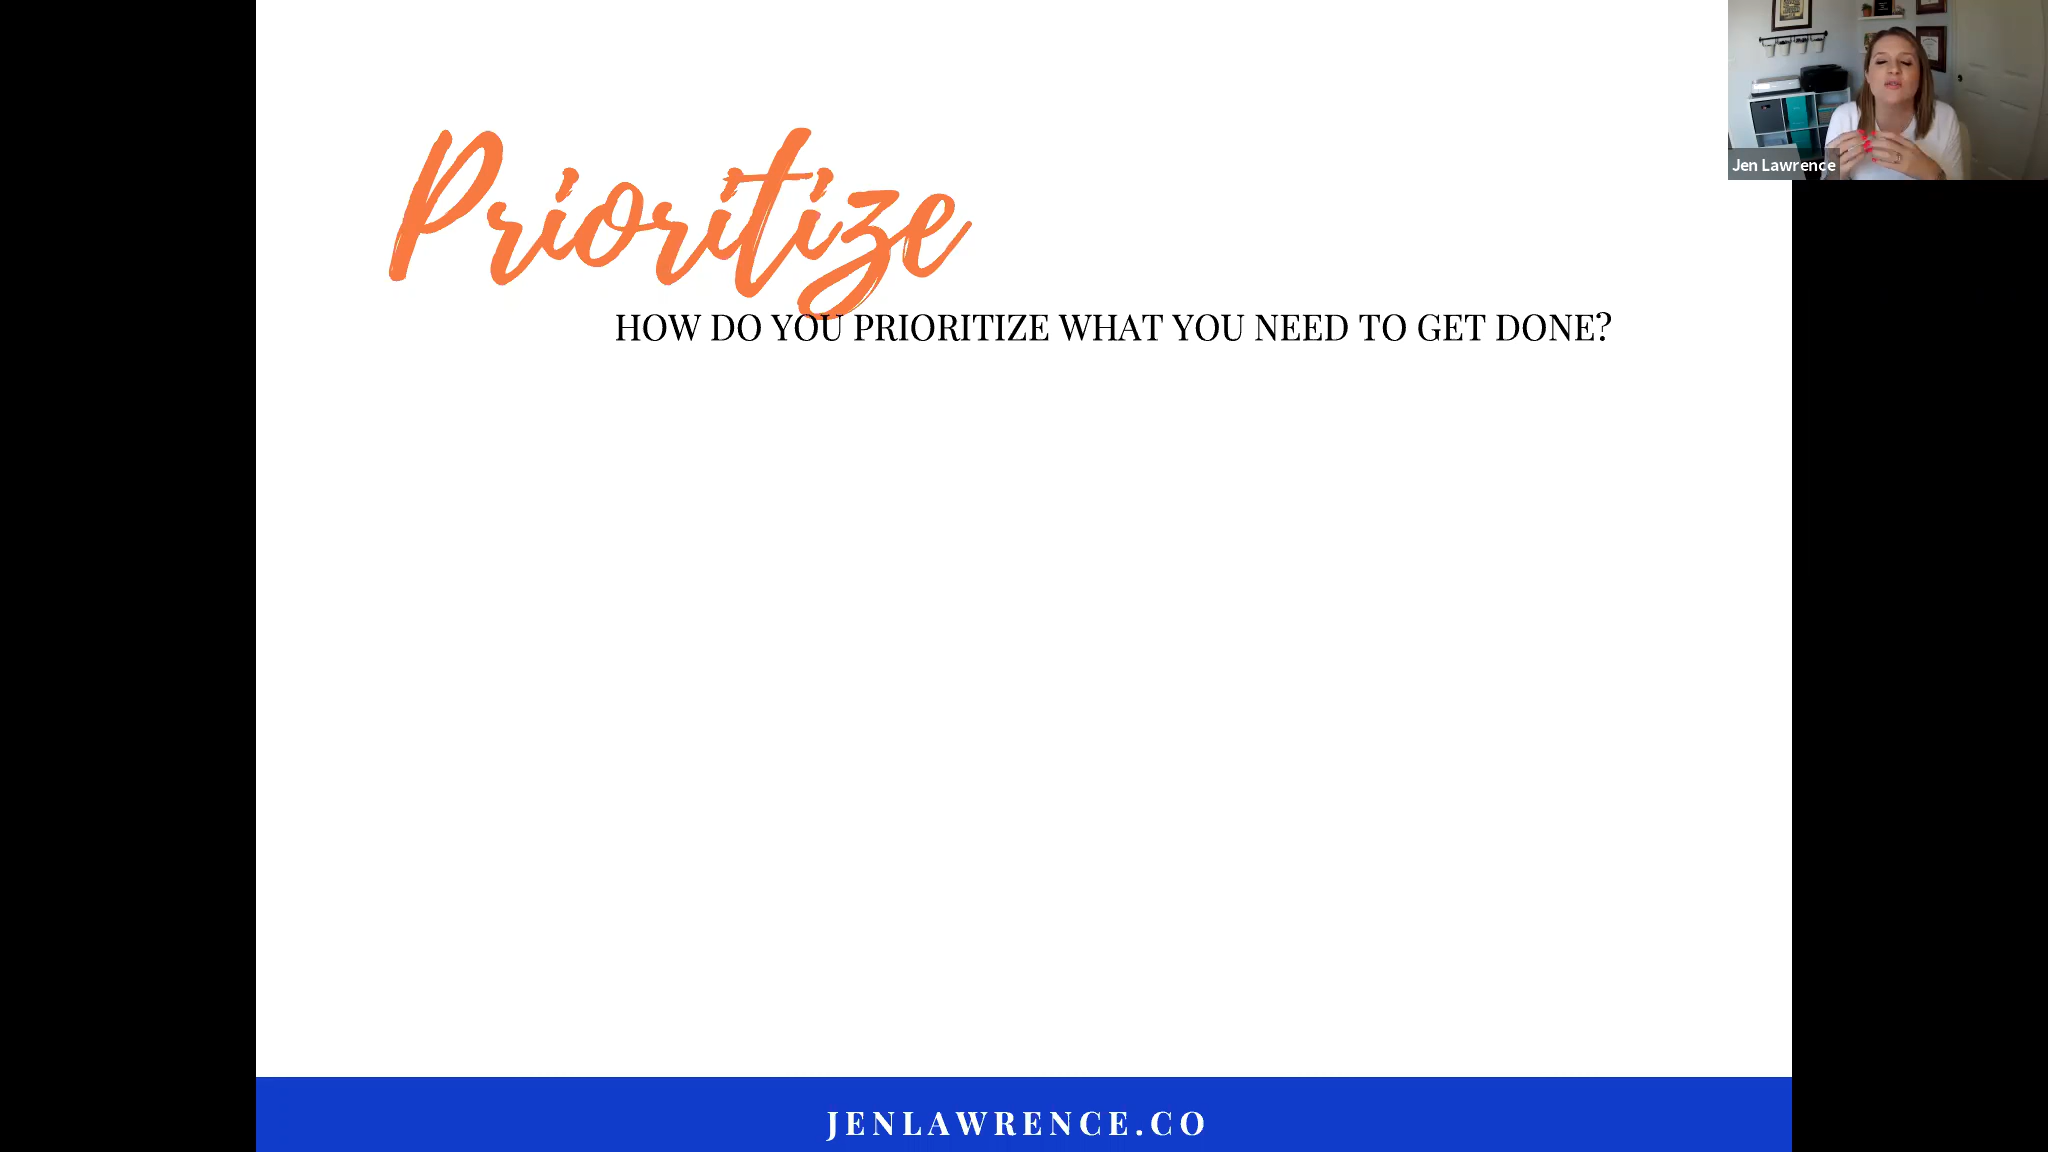 Prioritize
HOW DO YOU PRIORITIZE WHAT YOU NEED TO GET DONE?
Jen Lawrence
JENLAWRENCE.CO